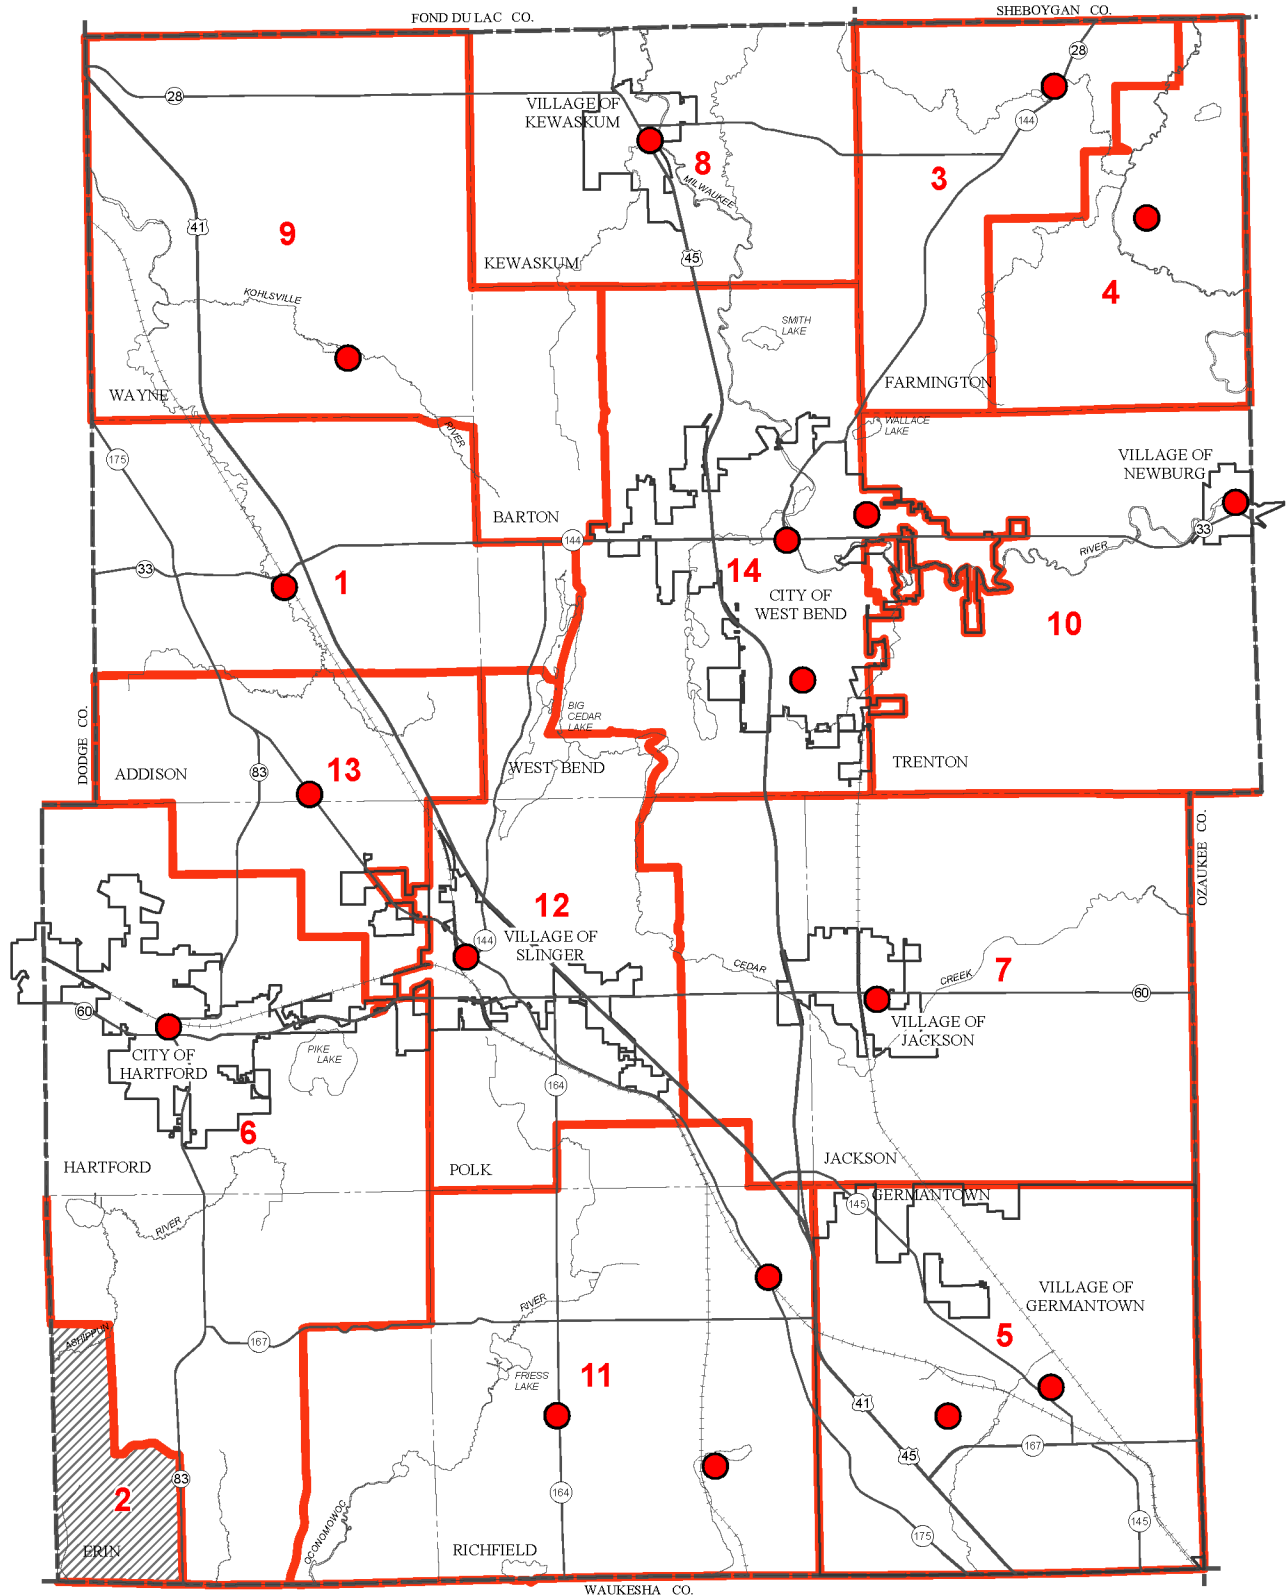 FOND DU LAC CO.
SHEBOYGAN CO.
28
28
VILLAGE OF
KEWASKUM
144
8
3
MILWAUKEE
41
9
45
KEWASKUM
4
KOHLSVILLE
SMITH
LAKE
WAYNE
FARMINGTON
RIVER
WALLACE
LAKE
175
VILLAGE OF
NEWBURG
BARTON
144
33
RIVER
33
1
14
CITY OF
WEST BEND
10
BIG
CEDAR
LAKE
DODGE CO.
ADDISON
83
13
WEST BEND
TRENTON
OZAUKEE CO.
12
144
VILLAGE OF
SLINGER
CEDAR
CREEK
7
60
60
VILLAGE OF
JACKSON
PIKE
LAKE
CITY OF
HARTFORD
164
6
HARTFORD
POLK
JACKSON
GERMANTOWN
145
RIVER
VILLAGE OF
GERMANTOWN
RIVER
ASHIPPUN
167
5
FRIESS
LAKE
11
41
45
167
83
2
164
OCONOMOWOC
175
145
ERIN
RICHFIELD
WAUKESHA CO.